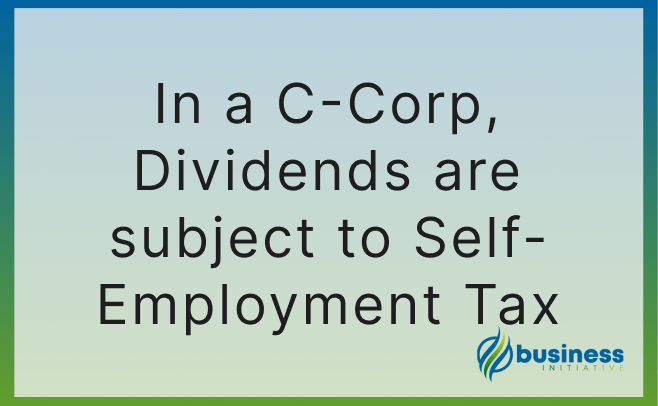 In a C-Corp,
Dividends are
subject to Self-
Employment Tax
business
INITIATIVE